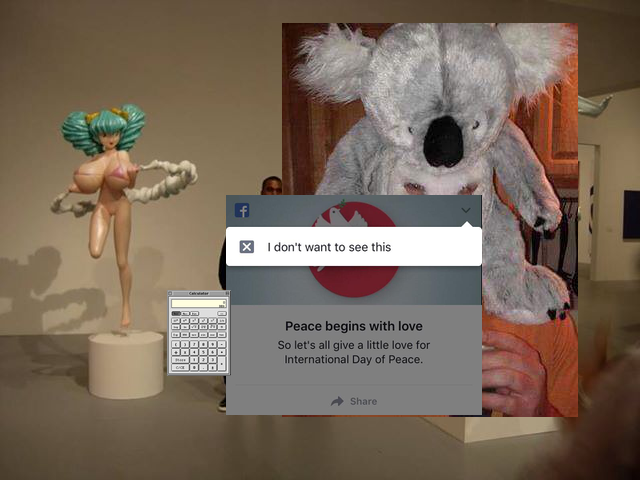 Calculator
I don't want to see this
Peace begins with love
So let's all give a little love for
International Day of Peace.
Share